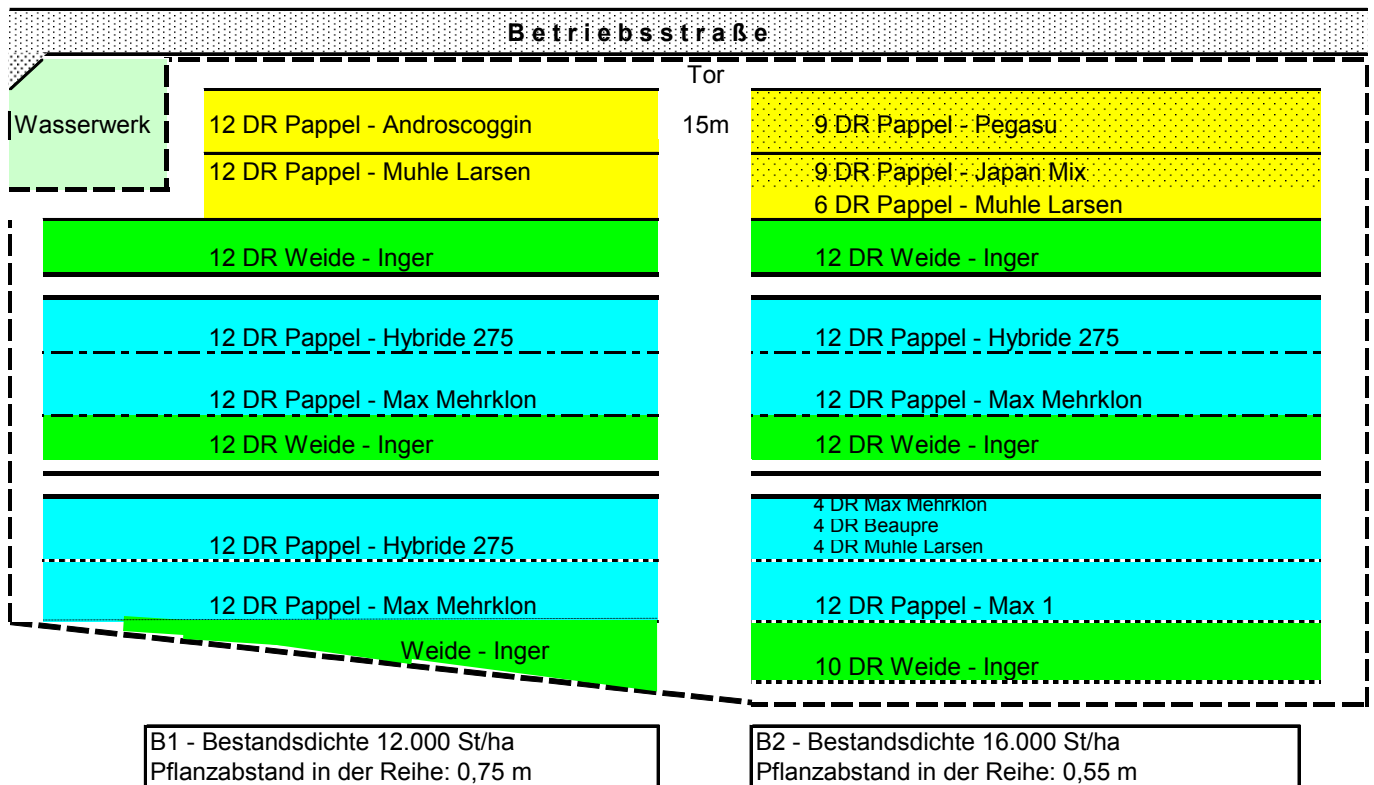 Betriebsstraße
Tor
Wasserwerk
12 DR Pappel - Androscoggin
15m
9 DR Pappel - Pegasu
12 DR Pappel - Muhle Larsen
9 DR Pappel - Japan Mix
6 DR Pappel - Muhle Larsen
12 DR Weide - Inger
12 DR Weide - Inger
12 DR Pappel - Hybride 275
12 DR Pappel - Hybride 275
12 DR Pappel - Max Mehrklon
12 DR Pappel - Max Mehrklon
12 DR Weide - Inger
12 DR Weide - Inger
4 DR Max Mehrklon
4 DR Beaupre
4 DR Muhle Larsen
12 DR Pappel - Hybride 275
12 DR Pappel - Max Mehrklon
12 DR Pappel - Max 1
Weide - Inger
10 DR Weide - Inger
B1 - Bestandsdichte 12.000 St/ha
Pflanzabstand in der Reihe: 0,75 m
B2 - Bestandsdichte 16.000 St/ha
Pflanzabstand in der Reihe: 0,55 m